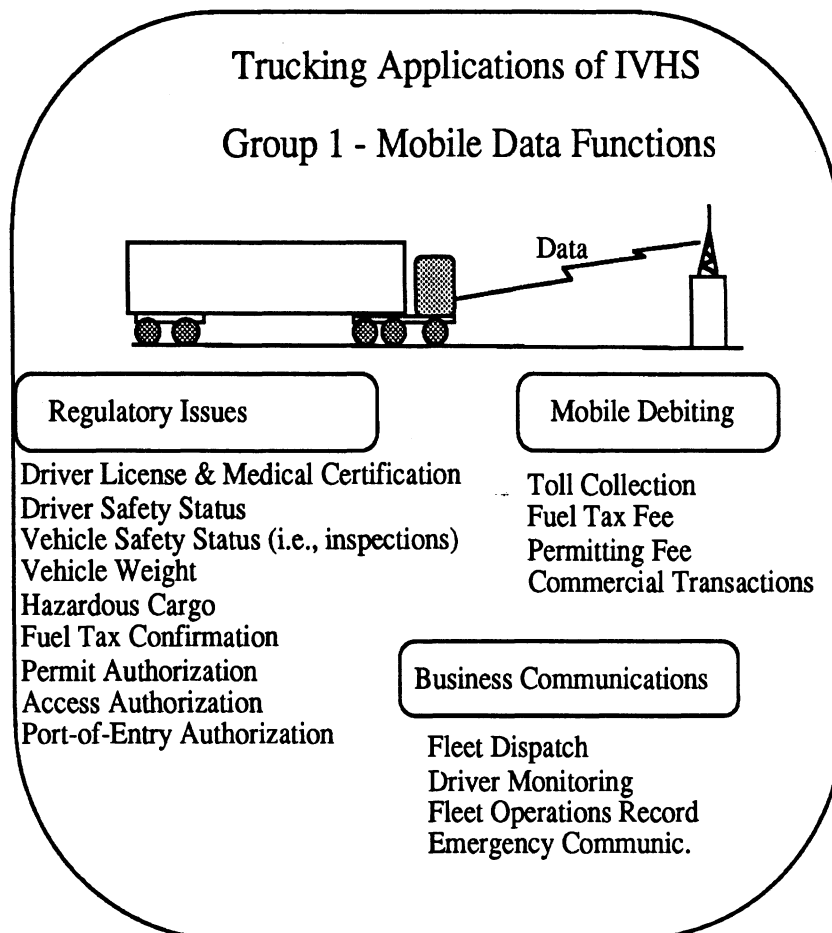 Trucking Applications of IVHS
Group 1 - Mobile Data Functions
Data
Regulatory Issues
Driver License & Medical Certification
Driver Safety Status
Vehicle Safety Status (i.e., inspections)
Vehicle Weight
Hazardous Cargo
Fuel Tax Confirmation
Permit Authorization
Access Authorization
Port-of-Entry Authorization
Mobile Debiting
Toll Collection
Fuel Tax Fee
Permitting Fee
Commercial Transactions
Business Communications
Fleet Dispatch
Driver Monitoring
Fleet Operations Record
Emergency Communic.